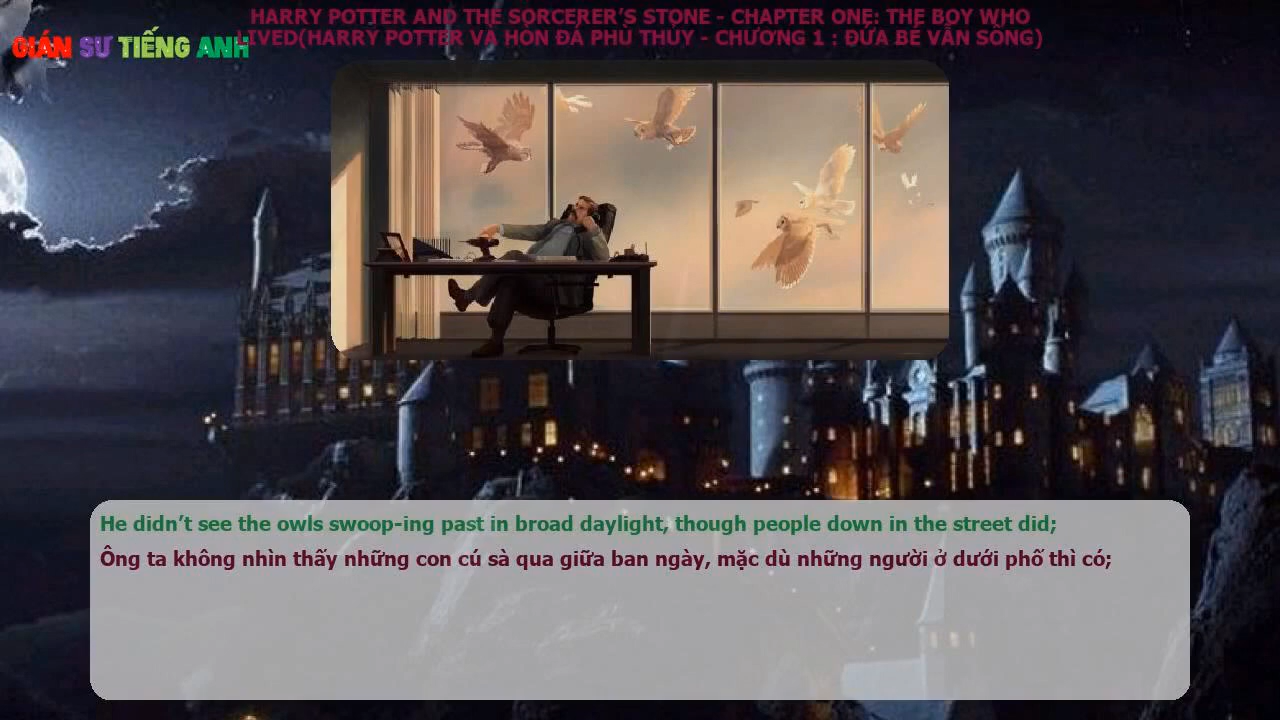 HARRY POTTER AND THE SORCERER'S STONE - CHAPTER ONE: THE BOY WHO
LIVED(HARRY POTTER VÀ HÒN ĐÁ PHÙ THỦY - CHƯƠNG 1 : ĐỨA BÉ VẪN SỐNG)
GIÁN SƯ TIẾNG ANH
He didn’t see the owls swoop-ing past in broad daylight, though people down in the street did;
Ông ta không nhìn thấy những con cú sà qua giữa ban ngày, mặc dù những người ở dưới phố thì có;